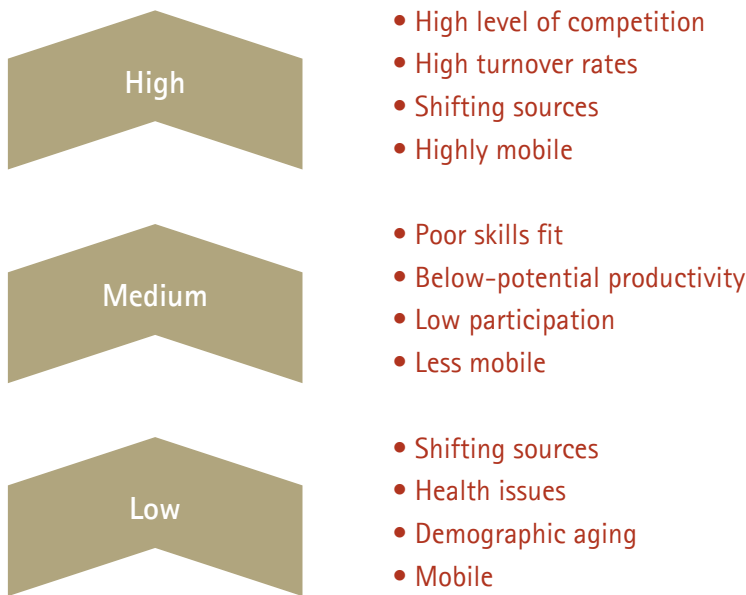 High
• High level of competition
• High turnover rates
• Shifting sources
• Highly mobile
Medium
• Poor skills fit
• Below-potential productivity
• Low participation
• Less mobile
Low
• Shifting sources
• Health issues
• Demographic aging
• Mobile